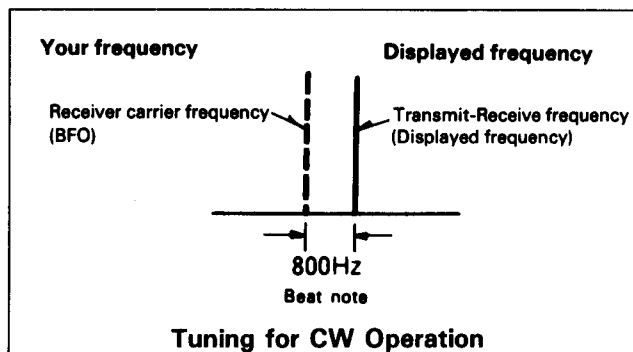 Your frequency
Displayed frequency
Receiver carrier frequency
(BFO)
Transmit-Receive frequency
(Displayed frequency)
800Hz
Beat note
Tuning for CW Operation